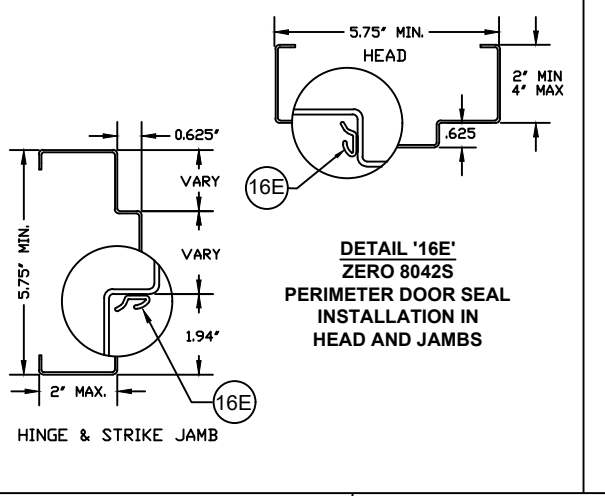 5.75" MIN.
HEAD
2" MIN
4" MAX
.625
16E
0.625"
VARY
VARY
5.75" MIN.
1.94"
2" MAX.
16E
HINGE & STRIKE JAMB
DETAIL '16E'
ZERO 8042S
PERIMETER DOOR SEAL
INSTALLATION IN
HEAD AND JAMBS